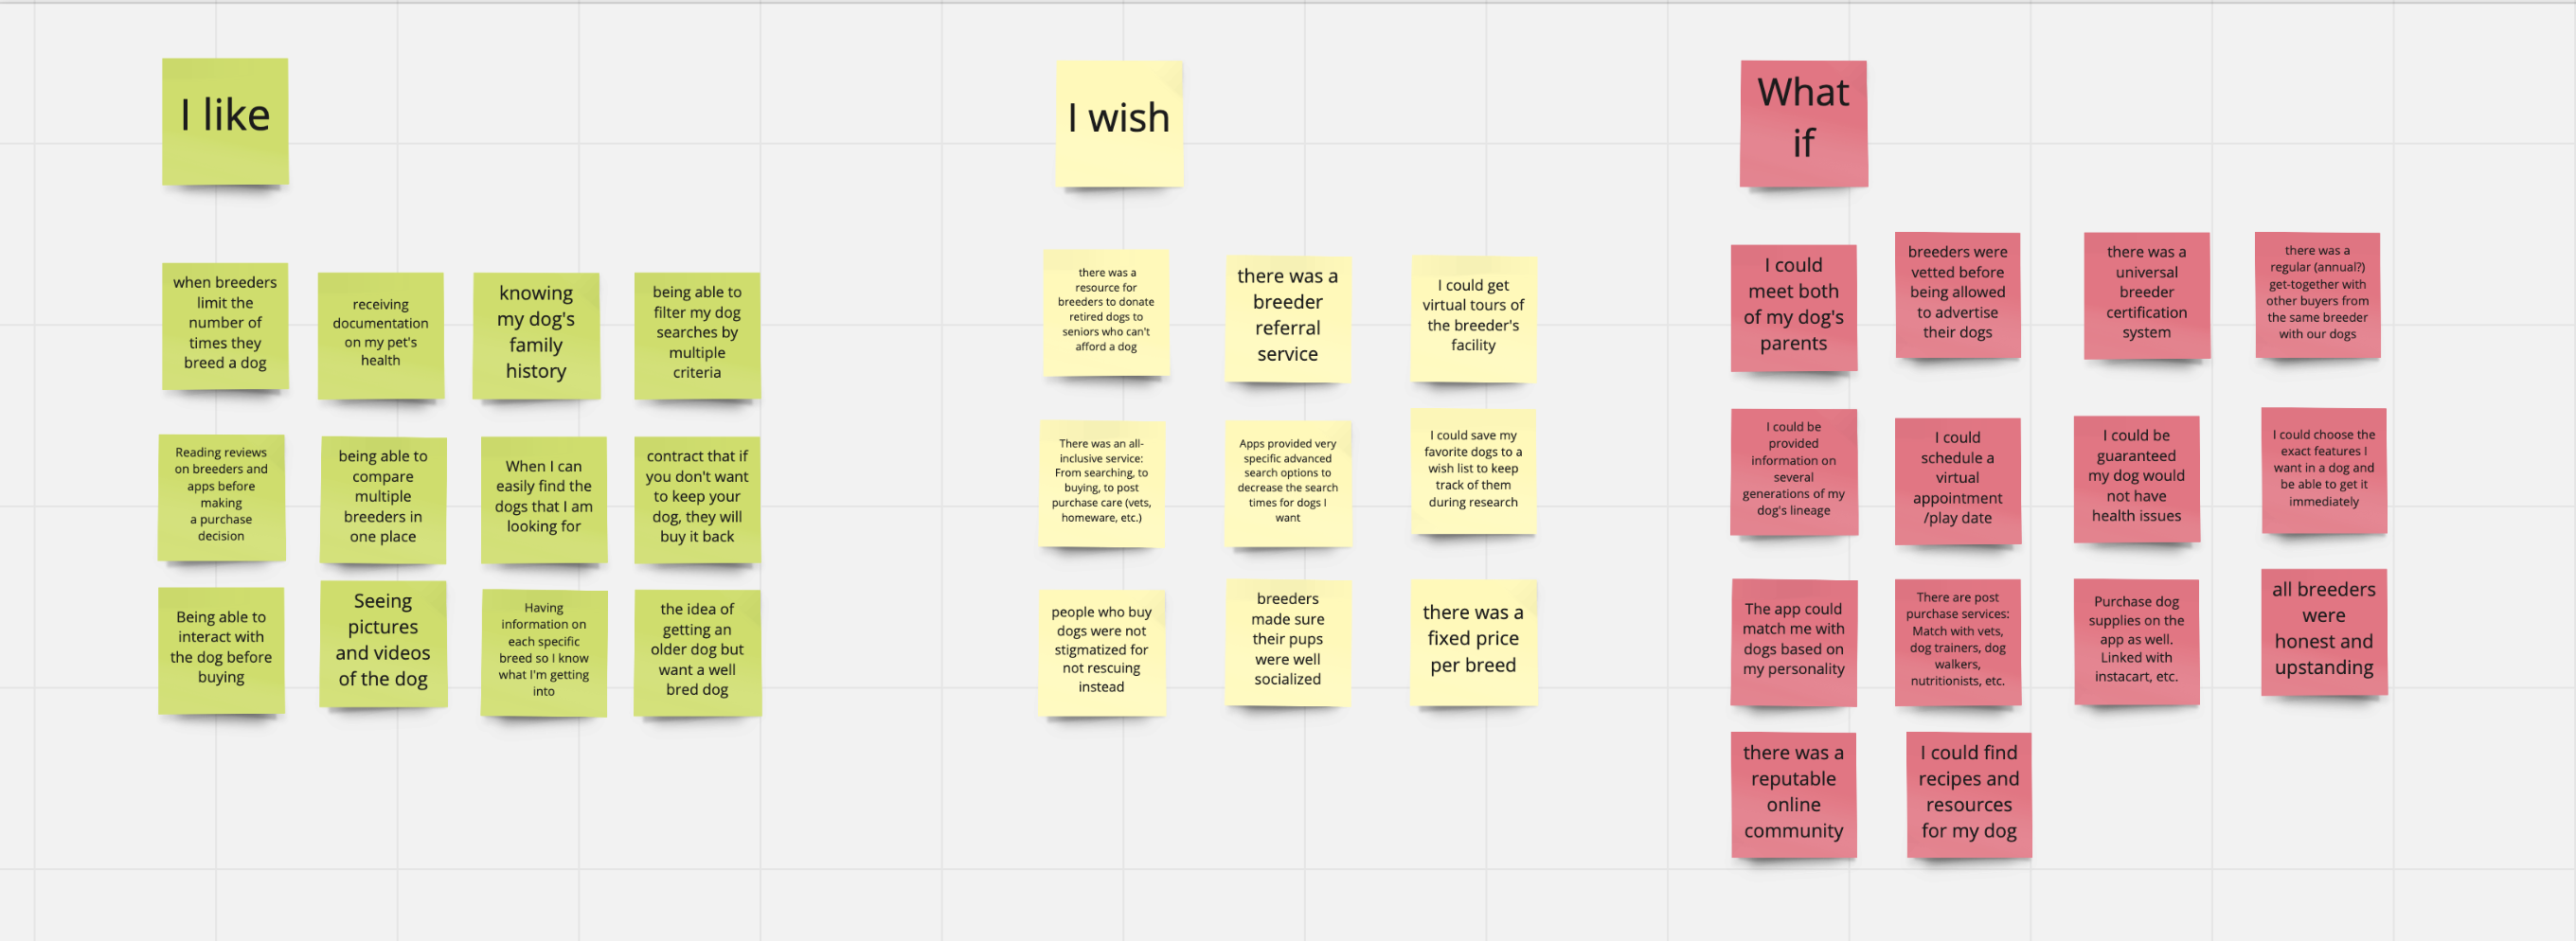 I like
when breeders
limit the
number of
times they
breed a dog
receiving
documentation
on my pet's
health
knowing
my dog's
family
history
being able to
filter my dog
searches by
multiple
criteria
Reading reviews
on breeders and
apps before
making
a purchase
decision
being able to
compare
multiple
breeders in
one place
When I can
easily find the
dogs that I am
looking for
contract that if
you don't want
to keep your
dog, they will
buy it back
Being able to
interact with
the dog before
buying
Seeing
pictures
and videos
of the dog
Having
information on
each specific
breed so I know
what I'm getting
into
the idea of
getting an
older dog but
want a well
bred dog
I wish
there was a
resource for
breeders to donate
retired dogs to
seniors who can't
afford a dog
there was a
breeder
referral
service
I could get
virtual tours of
the breeder's
facility
There was an all-
inclusive service:
From searching, to
buying, to post
purchase care (vets,
homeware, etc.)
Apps provided very
specific advanced
search options to
decrease the search
times for dogs I
want
I could save my
favorite dogs to a
wish list to keep
track of them
during research
people who buy
dogs were not
stigmatized for
not rescuing
instead
breeders
made sure
their pups
were well
socialized
there was a
fixed price
per breed
What
if
I could
meet both
of my dog's
parents
breeders were
vetted before
being allowed
to advertise
their dogs
there was a
universal
breeder
certification
system
there was a
regular (annual?)
get-together with
other buyers from
the same breeder
with our dogs
I could be
provided
information on
several
generations of my
dog's lineage
I could
schedule a
virtual
appointment
/play date
I could be
guaranteed
my dog would
not have
health issues
I could choose the
exact features I
want in a dog and
be able to get it
immediately
The app could
match me with
dogs based on
my personality
There are post
purchase services:
Match with vets,
dog trainers, dog
walkers,
nutritionists, etc.
Purchase dog
supplies on the
app as well.
Linked with
instacart, etc.
all breeders
were
honest and
upstanding
there was a
reputable
online
community
I could find
recipes and
resources
for my dog